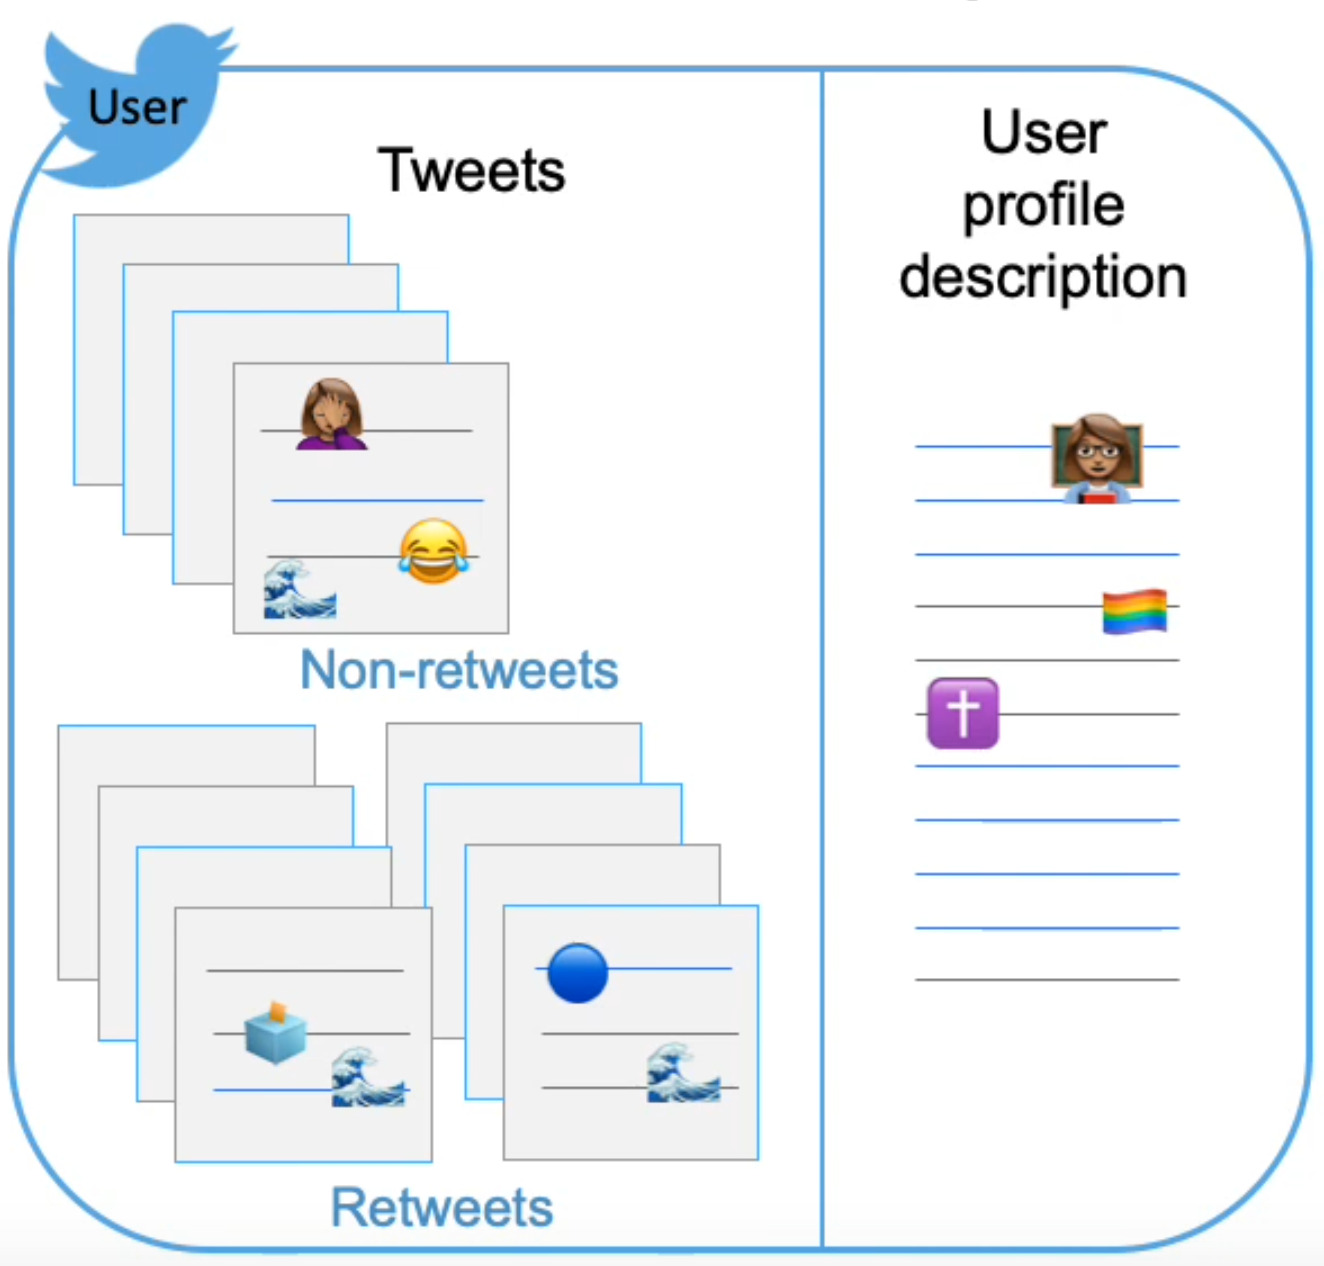 User
Tweets
Non-retweets
Retweets
User
profile
description